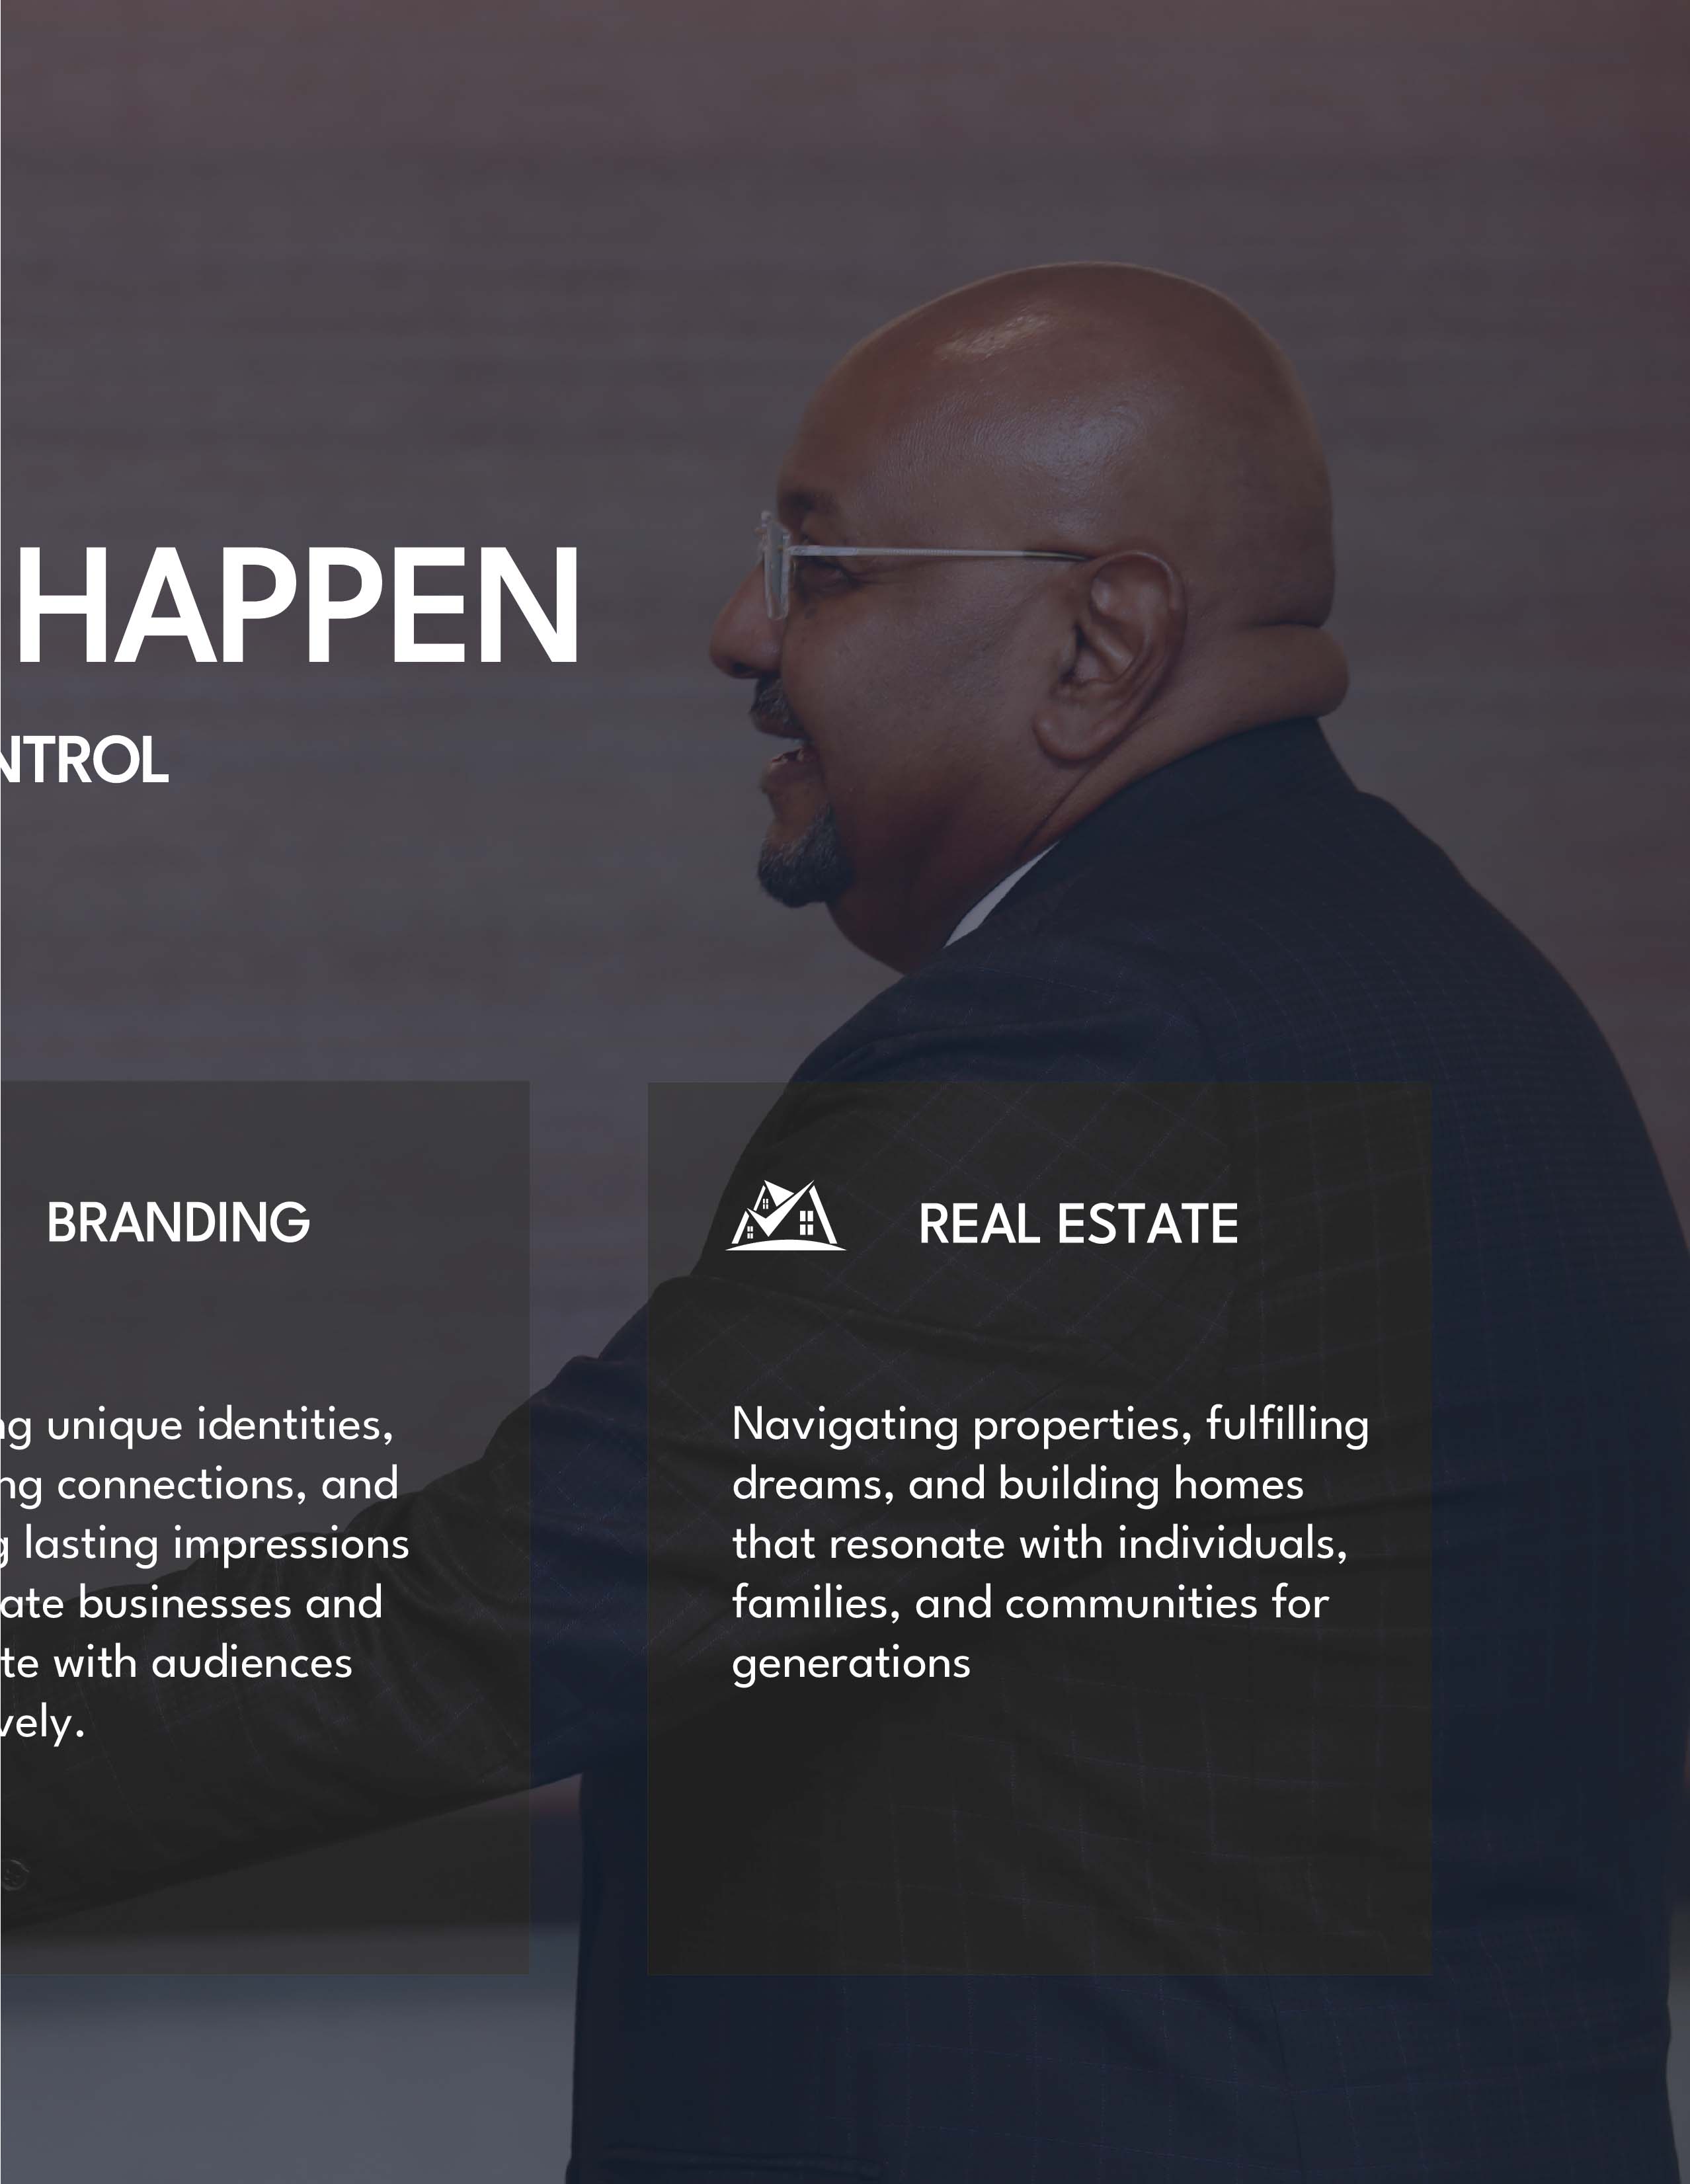 HAPPEN
NTROL
BRANDING
ng unique identities,
ng connections, and
g lasting impressions
ate businesses and
te with audiences
vely.
REAL ESTATE
Navigating properties, fulfilling
dreams, and building homes
that resonate with individuals,
families, and communities for
generations